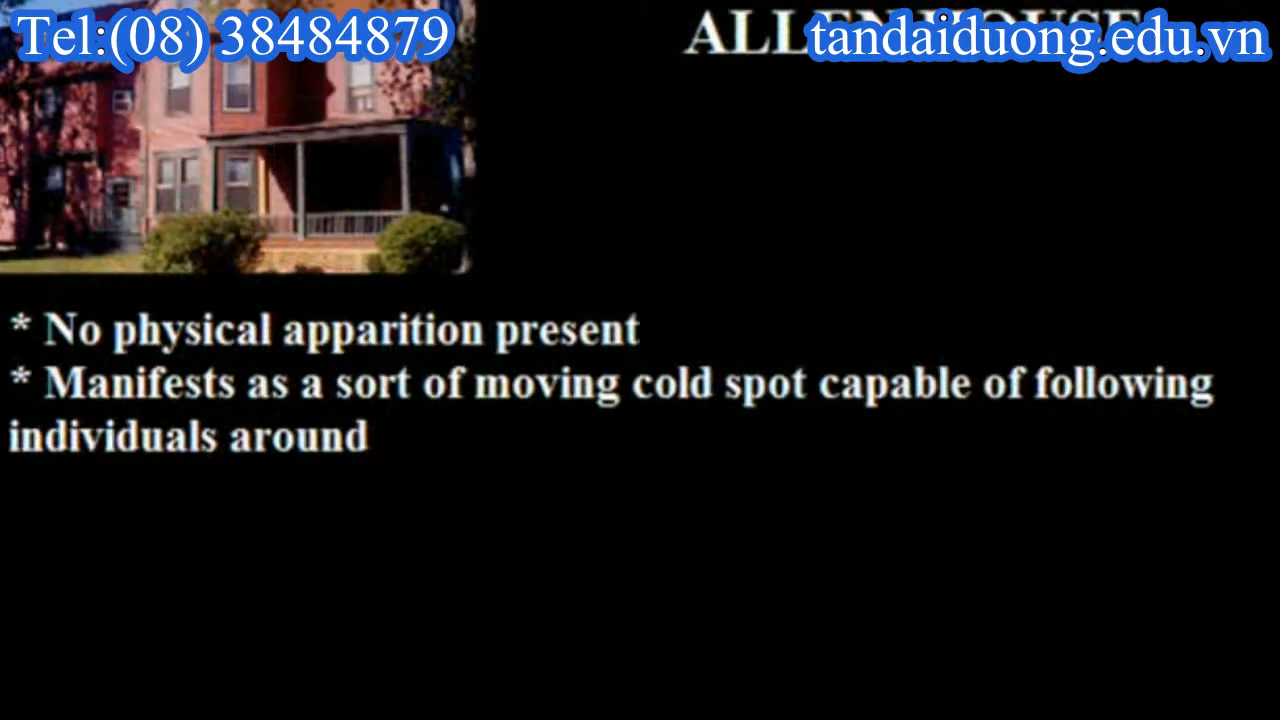 Tel:(08) 38484879
tandaiduong.edu.vn
* No physical apparition present
* Manifests as a sort of moving cold spot capable of following
individuals around